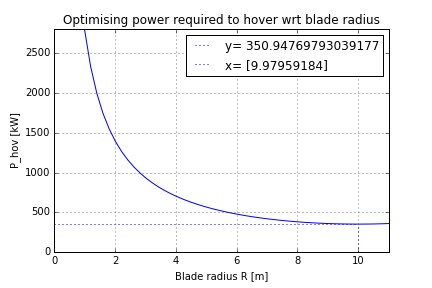 Optimising power required to hover wrt blade radius
y= 350.94769793039177
x= [9.97959184]
P_hov [kW]
2500
2000
1500
1000
500
0
0 2 4 6 8 10
Blade radius R [m]